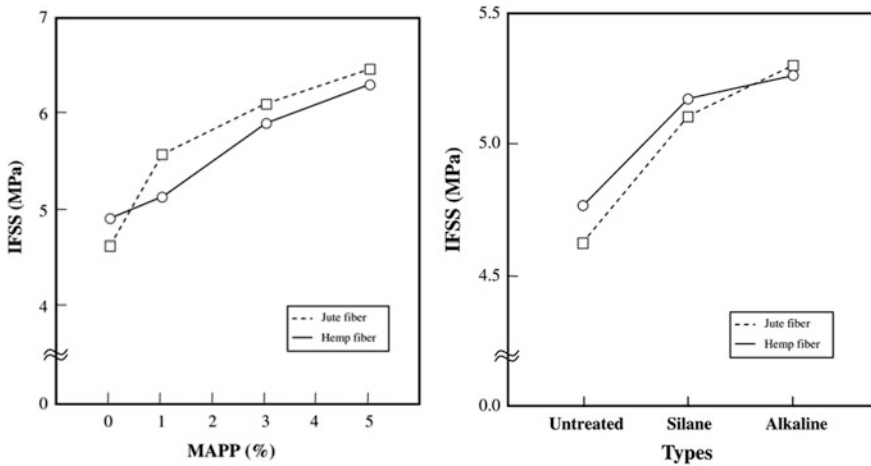 7
6
5
4
0
IFSS (MPa)
Jute fiber
Hemp fiber
0 1 2 3 4 5
MAPP (%)
5.5
5.0
4.5
0.0
IFSS (MPa)
Jute fiber
Hemp fiber
Untreated Silane Alkaline
Types